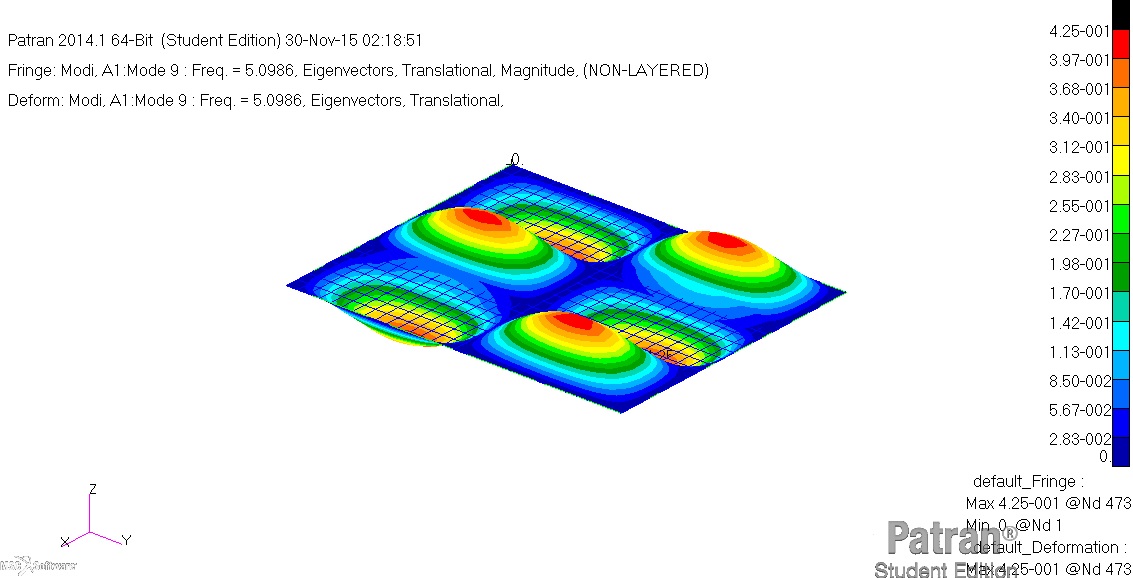 Patran 2014.1 64-Bit (Student Edition) 30-Nov-15 02:18:51
Fringe: Modi, A1:Mode 9 : Freq. = 5.0986, Eigenvectors, Translational, Magnitude, (NON-LAYERED)
Deform: Modi, A1:Mode 9 : Freq. = 5.0986, Eigenvectors, Translational,
4.25-001
3.97-001
3.68-001
3.40-001
3.12-001
2.83-001
2.55-001
2.27-001
1.98-001
1.70-001
1.42-001
1.13-001
8.50-002
5.67-002
2.83-002
0.
0.
Z
X
Y
default_Fringe :
Max 4.25-001 @Nd 473
Min 0. @Nd 1
default_Deformation :
Max 4.25-001 @Nd 473
Patran®
Student Edition
Software